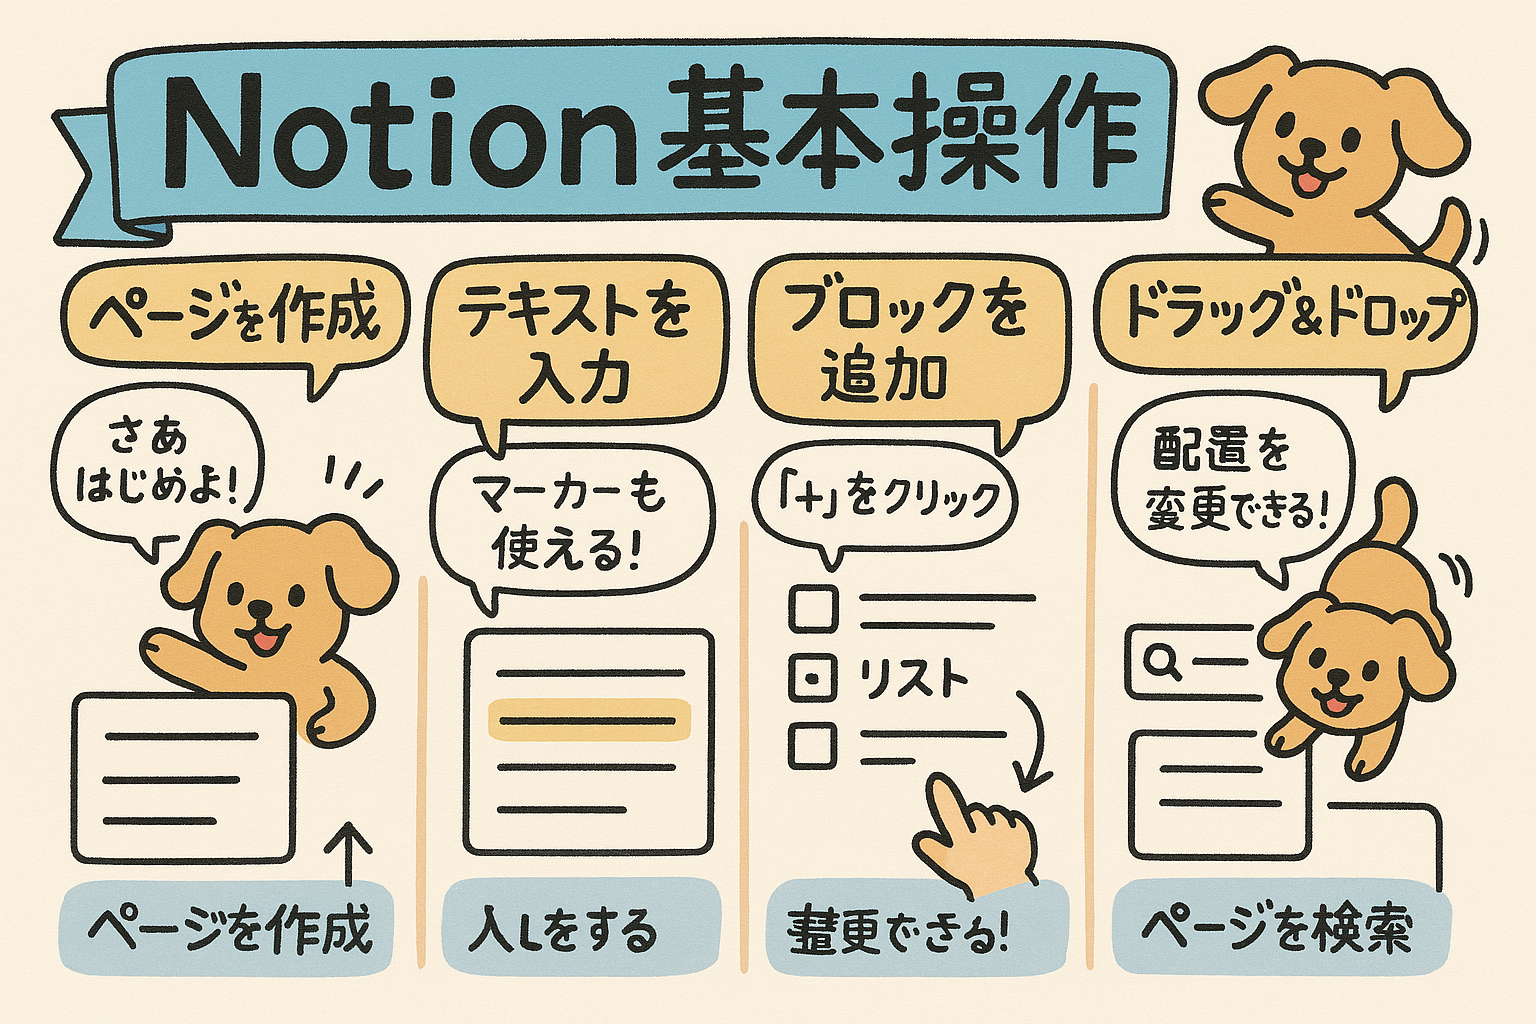 Notion基本操作
ページを作成
さあ
はじめよ!
ページを作成
テキストを
入力
マーカーも
使える!
入Lをする
ブロックを
追加
「+」をクリック
リスト
更できる!
ドラッグ&ドロップ
配置を
変更できる!
ページを検索